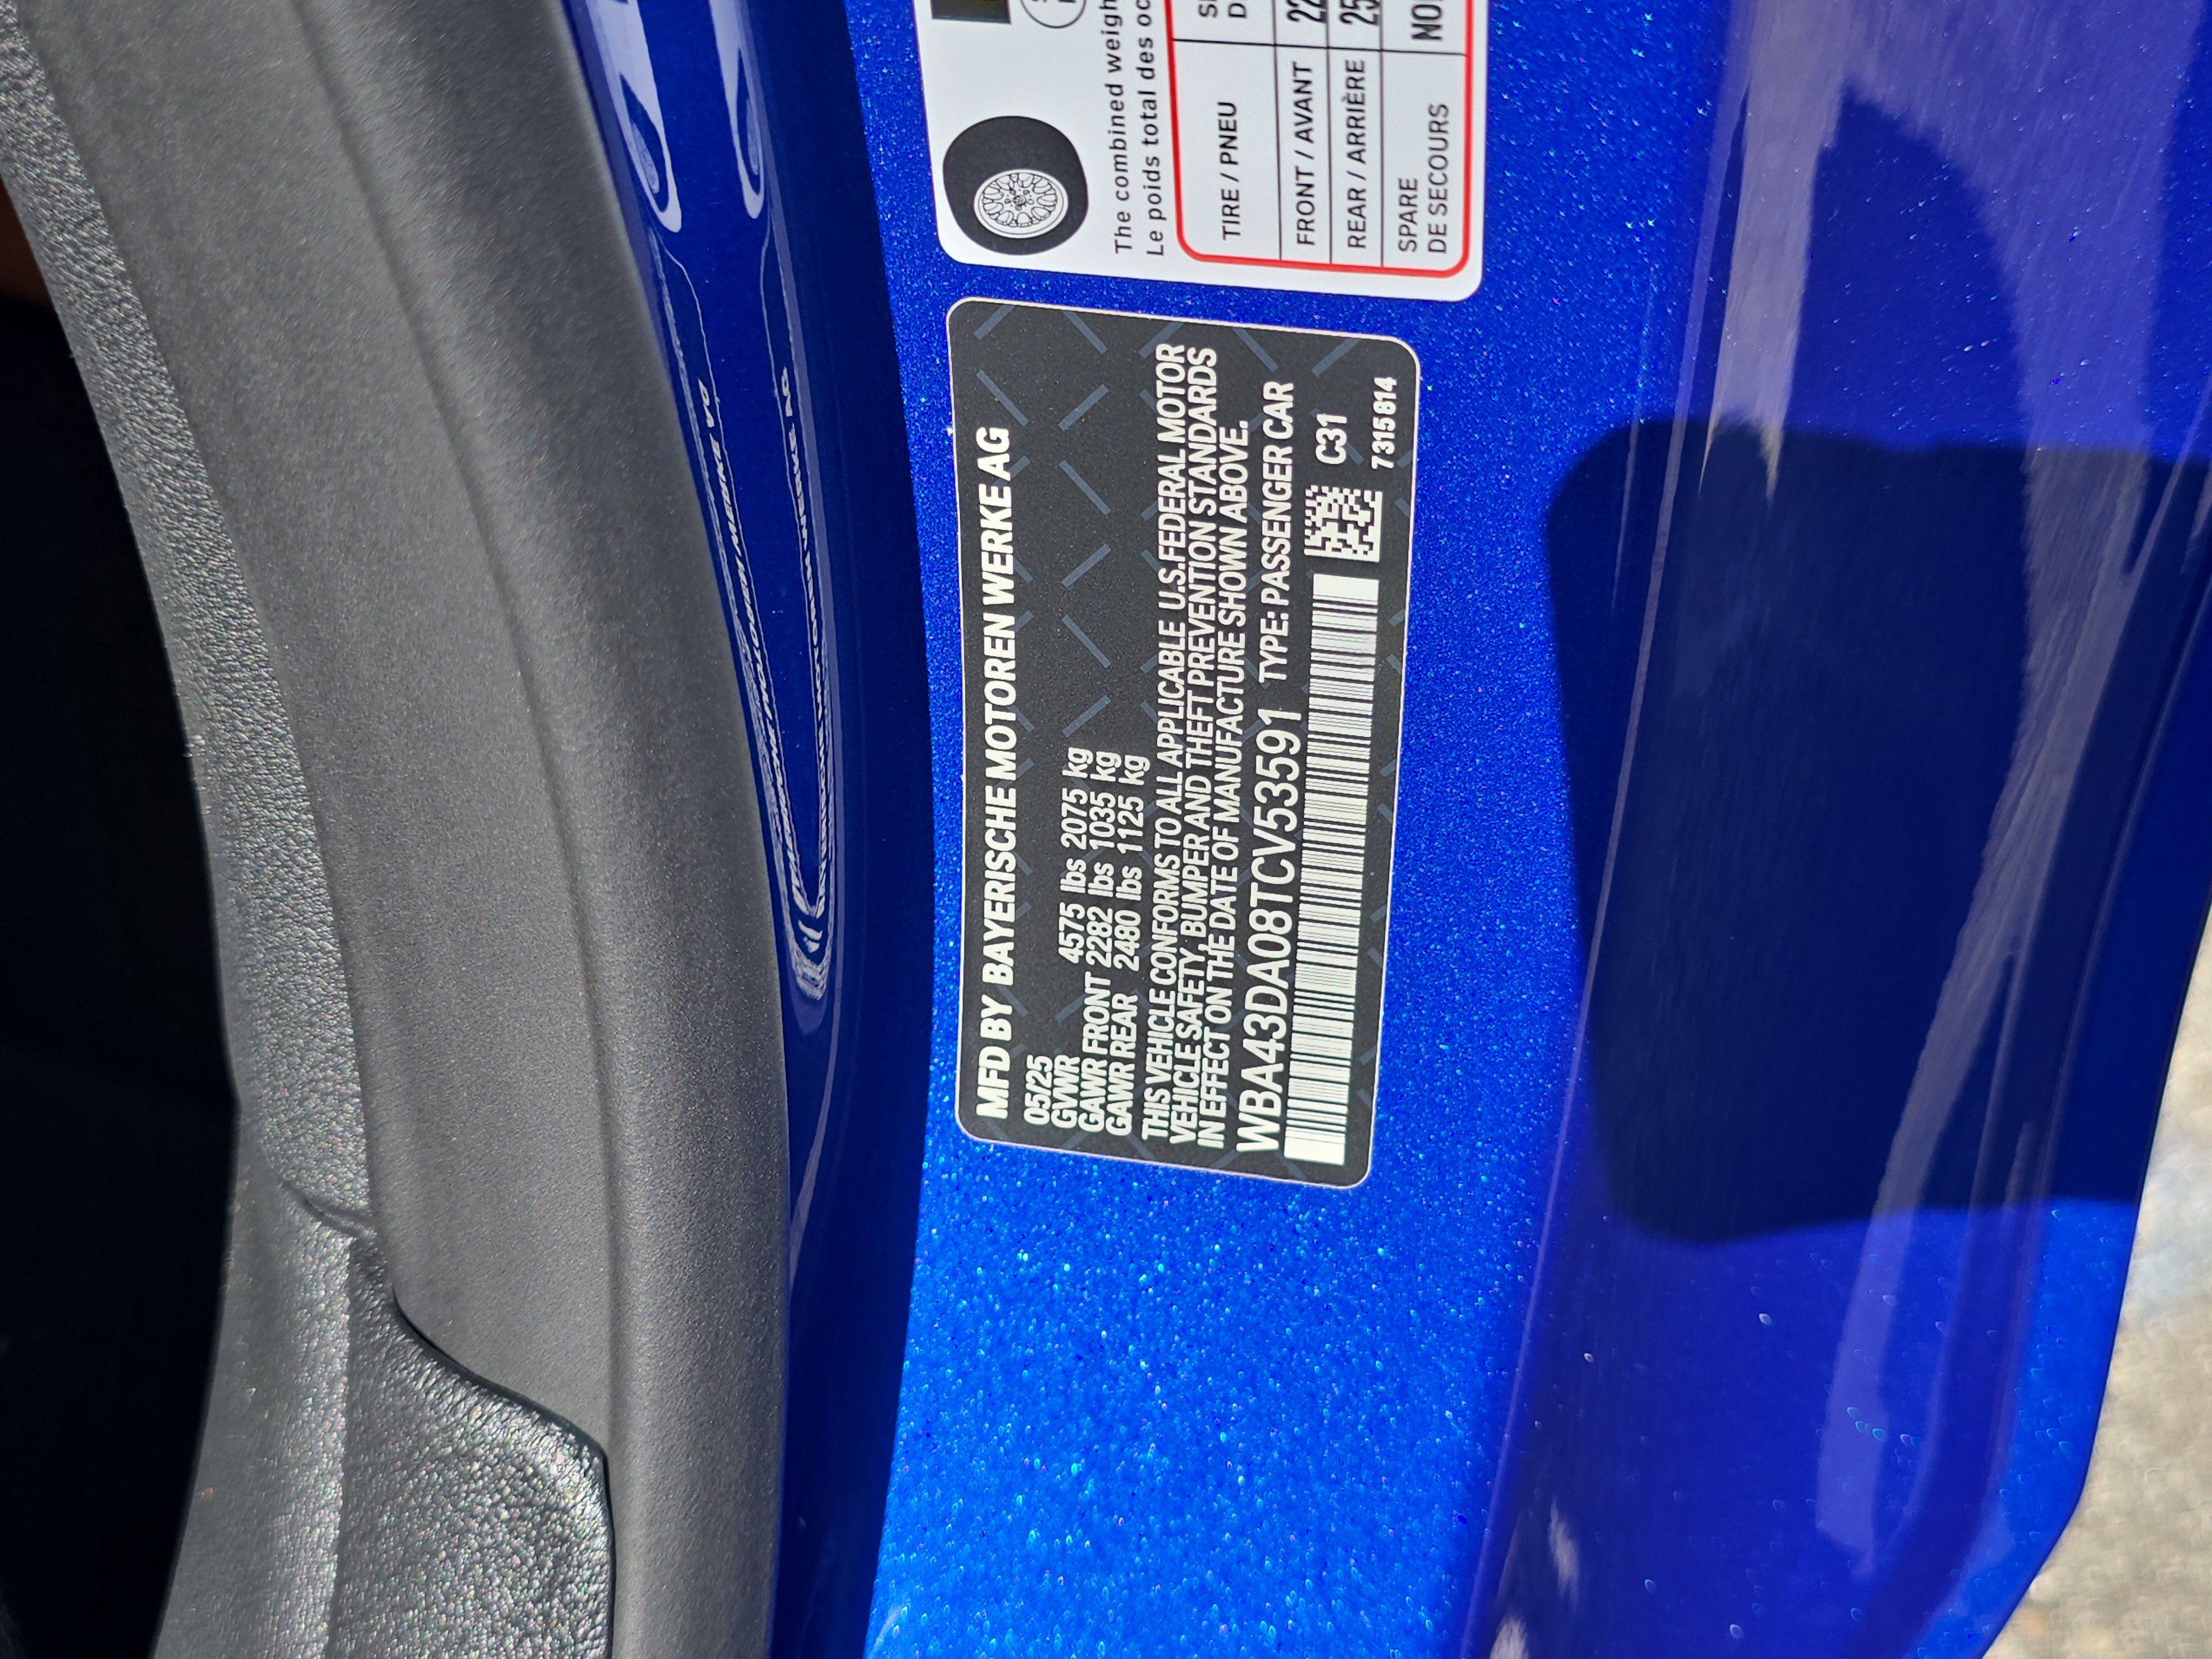 MFD BY BAYERISCHE MOTOREN WERKE AG
05/25
GVWR 4575 lbs 2075 kg
GAWR FRONT 2282 lbs 1035 kg
GAWR REAR 2480 lbs 1125 kg
THIS VEHICLE CONFORMS TO ALL APPLICABLE U.S.FEDERAL MOTOR
VEHICLE SAFETY, BUMPER AND THEFT PREVENTION STANDARDS
IN EFFECT ON THE DATE OF MANUFACTURE SHOWN ABOVE.
WBA43DA08TCV53591 TYPE: PASSENGER CAR
C31
7315814
The combined weigh
Le poids total des oc
TIRE / PNEU
FRONT / AVANT 22
REAR / ARRIÈRE 25
SPARE
DE SECOURS